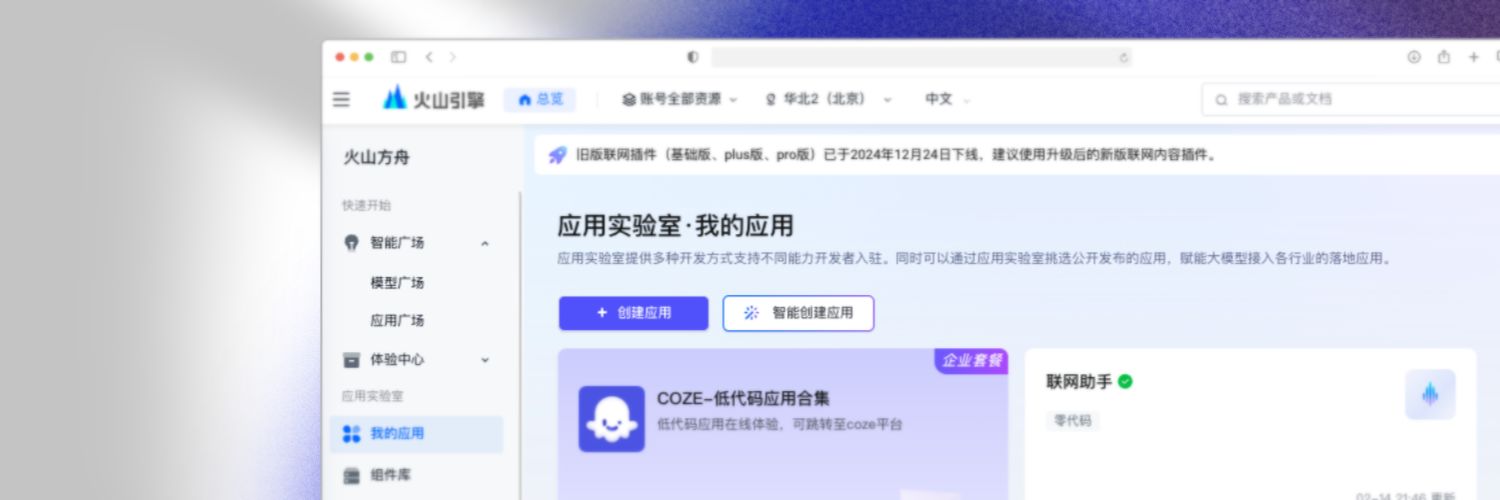 火山引擎 总览 账号全部资源 华北2（北京） 中文 搜索产品或文档
火山方舟
旧版联网插件（基础版、plus版、pro版）已于2024年12月24日下线，建议使用升级后的新版联网内容插件。
快速开始
智能广场
模型广场
应用广场
体验中心
应用实验室
我的应用
组件库
应用实验室·我的应用
应用实验室提供多种开发方式支持不同能力开发者入驻。同时可以通过应用实验室挑选公开发布的应用，赋能大模型接入各行业的落地应用。
+ 创建应用 智能创建应用
企业套餐
COZE-低代码应用合集
低代码应用在线体验，可跳转至coze平台
联网助手
零代码
02-14 21:46 更新